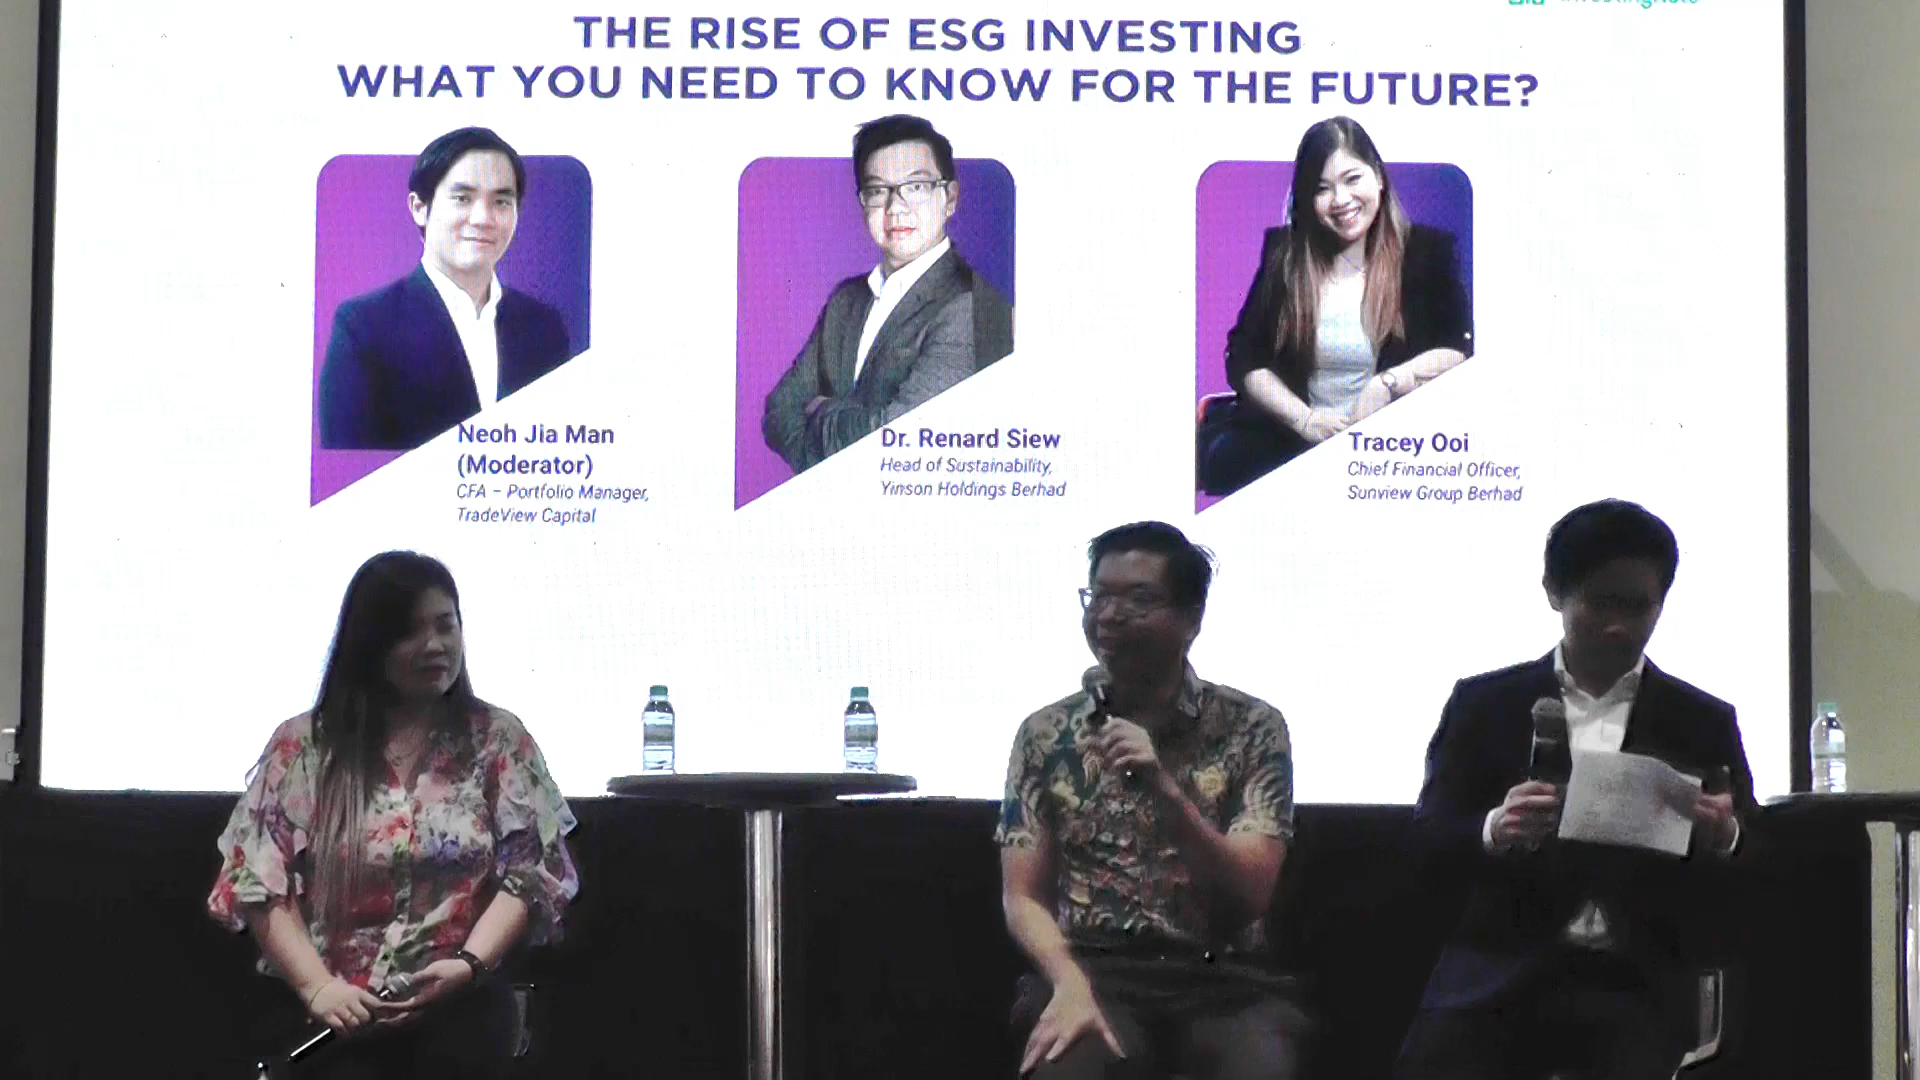 THE RISE OF ESG INVESTING
WHAT YOU NEED TO KNOW FOR THE FUTURE?
Neoh Jia Man
(Moderator)
CFA – Portfolio Manager,
TradeView Capital
Dr. Renard Siew
Head of Sustainability,
Yinson Holdings Berhad
Tracey Ooi
Chief Financial Officer,
Sunview Group Berhad